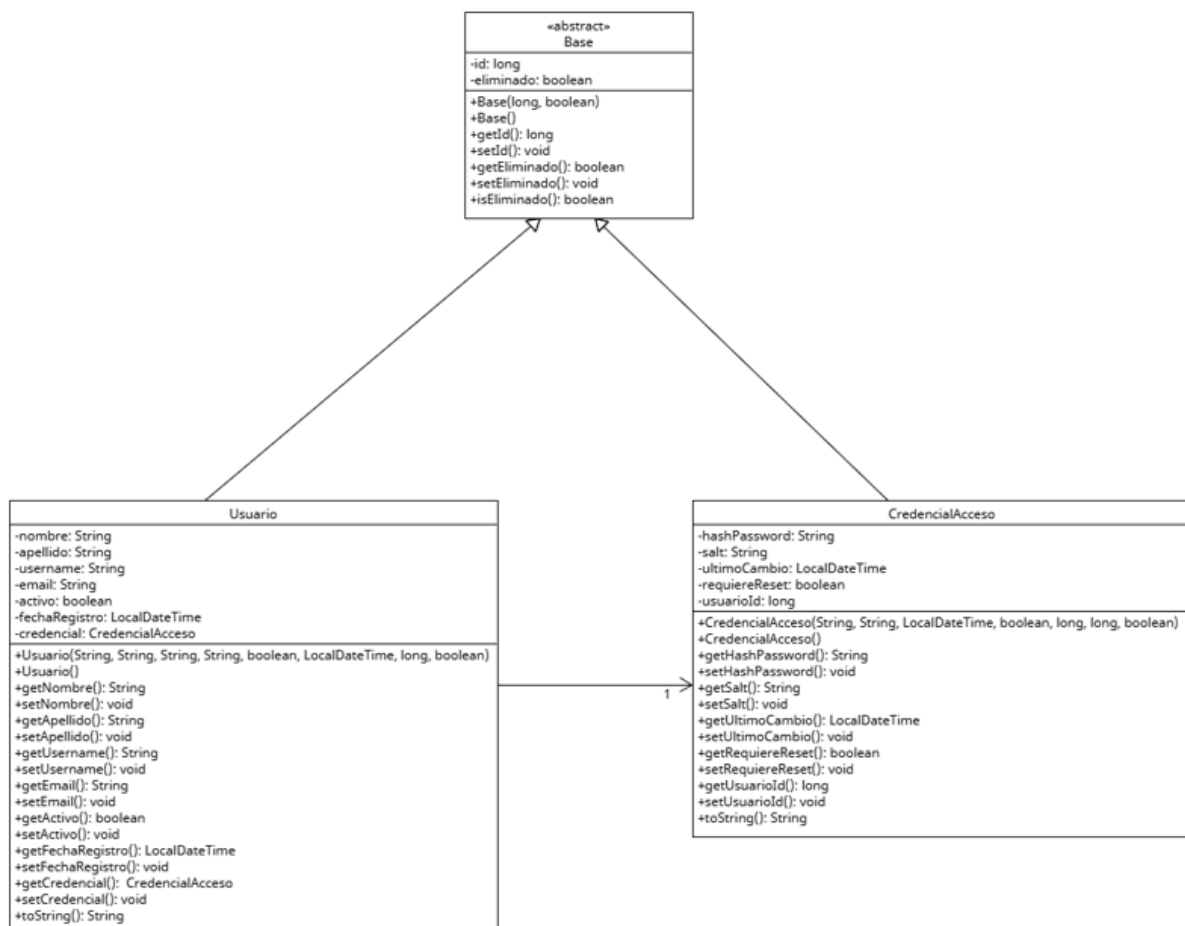 «abstract»
Base
-id: long
-eliminado: boolean
+Base(long, boolean)
+Base()
+getId(): long
+setId(): void
+getEliminado(): boolean
+setEliminado(): void
+isEliminado(): boolean
Usuario
-nombre: String
-apellido: String
-username: String
-email: String
-activo: boolean
-fechaRegistro: LocalDateTime
-credencial: CredencialAcceso
+Usuario(String, String, String, String, boolean, LocalDateTime, long, boolean)
+Usuario()
+getNombre(): String
+setNombre(): void
+getApellido(): String
+setApellido(): void
+getUsername(): String
+setUsername(): void
+getEmail(): String
+setEmail(): void
+getActivo(): boolean
+setActivo(): void
+getFechaRegistro(): LocalDateTime
+setFechaRegistro(): void
+getCredencial(): CredencialAcceso
+setCredencial(): void
+toString(): String
1
CredencialAcceso
-hashPassword: String
-salt: String
-ultimoCambio: LocalDateTime
-requiereReset: boolean
-usuarioId: long
+CredencialAcceso(String, String, LocalDateTime, boolean, long, long, boolean)
+CredencialAcceso()
+getHashPassword(): String
+setHashPassword(): void
+getSalt(): String
+setSalt(): void
+getUltimoCambio(): LocalDateTime
+setUltimoCambio(): void
+getRequiereReset(): boolean
+setRequiereReset(): void
+getUsuarioId(): long
+setUsuarioId(): void
+toString(): String